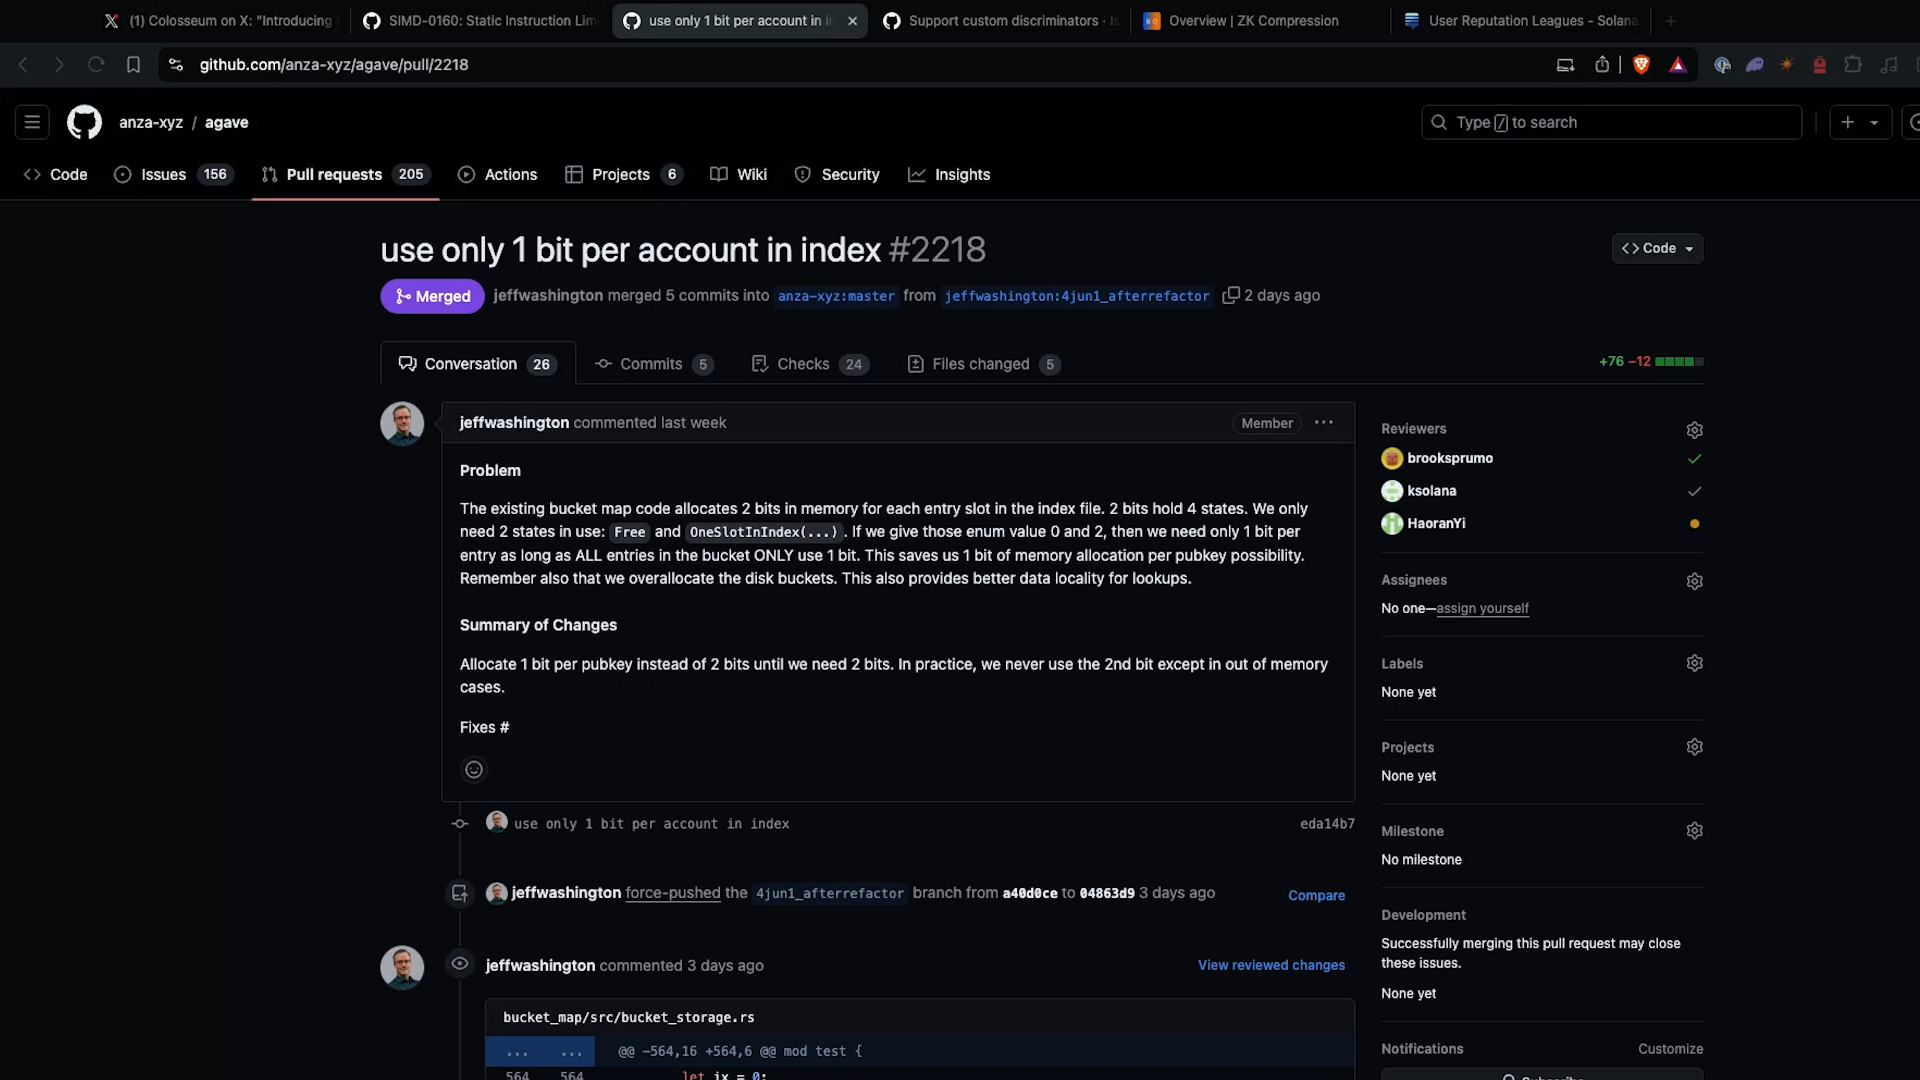 (1) Colosseum on X: "Introducing
SIMD-0160: Static Instruction Lim
use only 1 bit per account in in
Support custom discriminators · Is
Overview | ZK Compression
User Reputation Leagues - Solana
github.com/anza-xyz/agave/pull/2218
anza-xyz / agave
Type / to search
Code
Issues 156
Pull requests 205
Actions
Projects 6
Wiki
Security
Insights
use only 1 bit per account in index #2218
Code
Merged jeffwashington merged 5 commits into anza-xyz:master from jeffwashington:4jun1_afterrefactor 2 days ago
Conversation 26
Commits 5
Checks 24
Files changed 5
+76 −12
jeffwashington commented last week
Member
Problem
The existing bucket map code allocates 2 bits in memory for each entry slot in the index file. 2 bits hold 4 states. We only
need 2 states in use: Free and OneSlotInIndex(...). If we give those enum value 0 and 2, then we need only 1 bit per
entry as long as ALL entries in the bucket ONLY use 1 bit. This saves us 1 bit of memory allocation per pubkey possibility.
Remember also that we overallocate the disk buckets. This also provides better data locality for lookups.
Summary of Changes
Allocate 1 bit per pubkey instead of 2 bits until we need 2 bits. In practice, we never use the 2nd bit except in out of memory
cases.
Fixes #
use only 1 bit per account in index
eda14b7
jeffwashington force-pushed the 4jun1_afterrefactor branch from a40d0ce to 04863d9 3 days ago
Compare
jeffwashington commented 3 days ago
View reviewed changes
bucket_map/src/bucket_storage.rs
... ... @@ -564,16 +564,6 @@ mod test {
564 564 let ix = 0;
Reviewers
brooksprumo
ksolana
HaoranYi
Assignees
No one—assign yourself
Labels
None yet
Projects
None yet
Milestone
No milestone
Development
Successfully merging this pull request may close
these issues.
None yet
Notifications
Customize
Subscribe